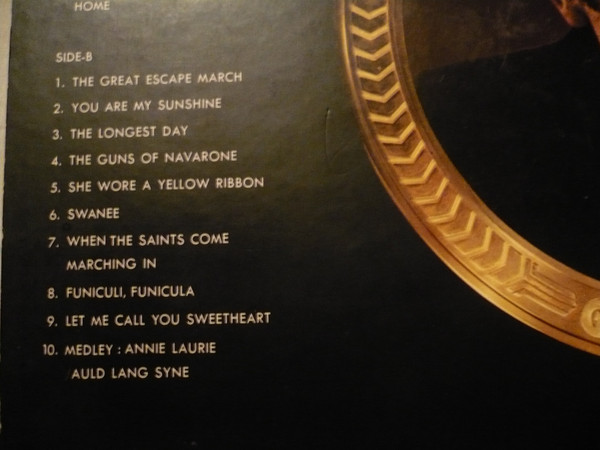 HOME
SIDE-B
1. THE GREAT ESCAPE MARCH
2. YOU ARE MY SUNSHINE
3. THE LONGEST DAY
4. THE GUNS OF NAVARONE
5. SHE WORE A YELLOW RIBBON
6. SWANEE
7. WHEN THE SAINTS COME
MARCHING IN
8. FUNICULI, FUNICULA
9. LET ME CALL YOU SWEETHEART
10. MEDLEY : ANNIE LAURIE
/AULD LANG SYNE